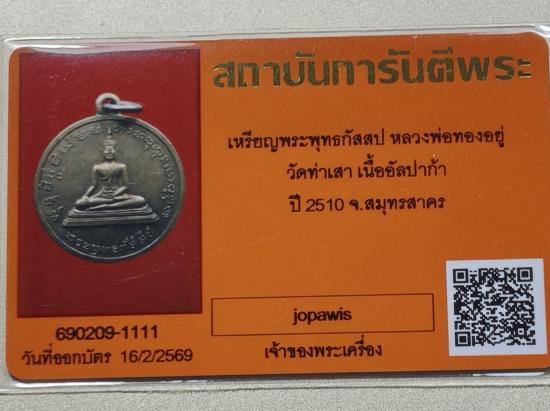 สถาบันการันตีพระ
เหรียญพระพุทธกัสสป หลวงพ่อทองอยู่
วัดท่าเสา เนื้ออัลปาก้า
ปี 2510 จ.สมุทรสาคร
jopawis
เจ้าของพระเครื่อง
690209-1111
วันที่ออกบัตร 16/2/2569